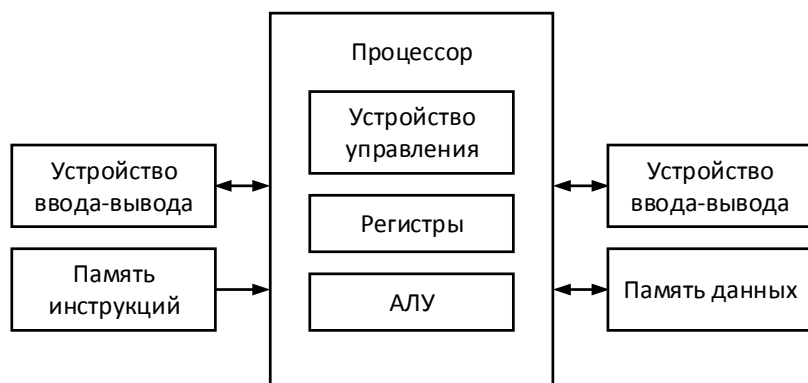 Процессор
Устройство
управления
Устройство
ввода-вывода
Регистры
Устройство
ввода-вывода
Память
инструкций
АЛУ
Память данных